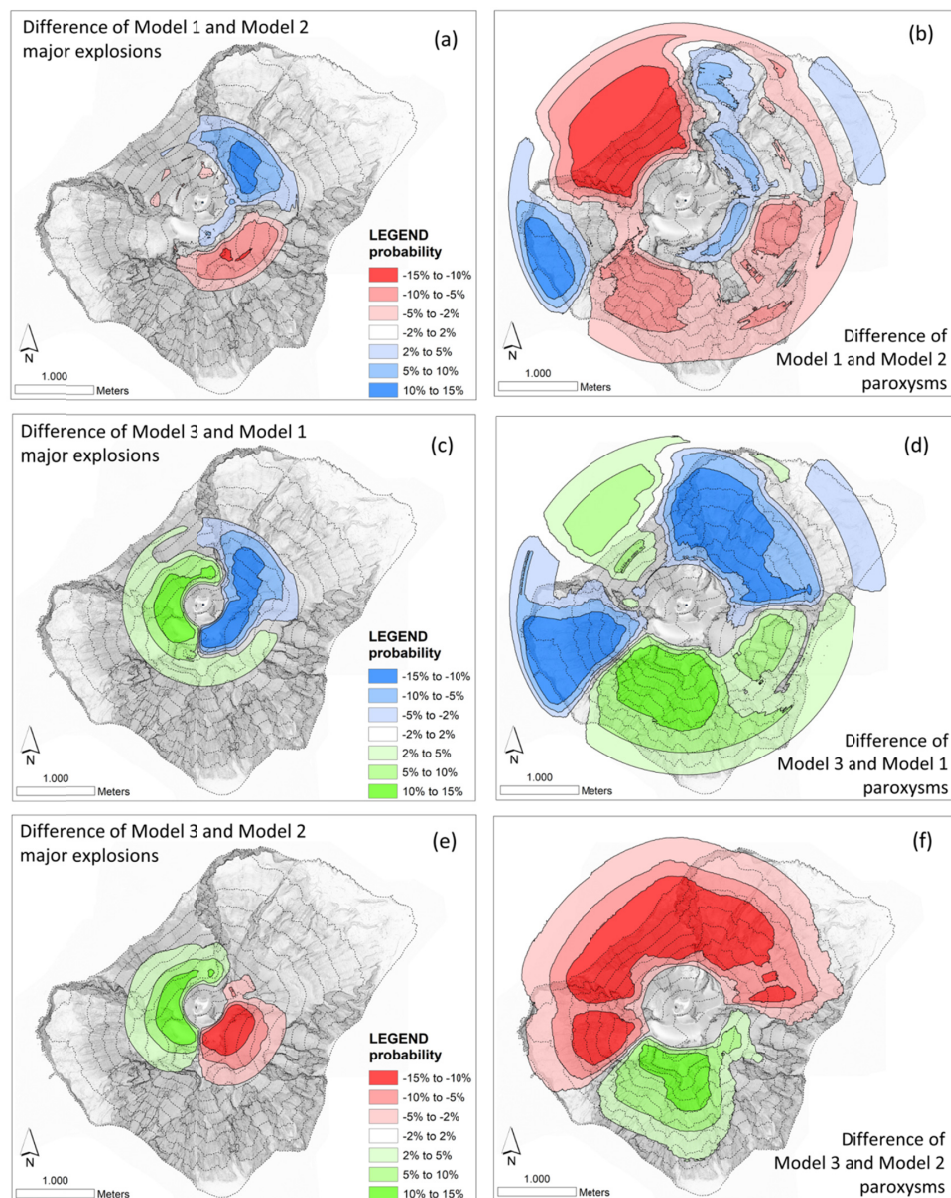 Difference of Model 1 and Model 2
major explosions
(a)
LEGEND
probability
-15% to -10%
-10% to -5%
-5% to -2%
-2% to 2%
2% to 5%
5% to 10%
10% to 15%
N
1.000
Meters
(b)
Difference of
Model 1 and Model 2
paroxysms
N
1.000
Meters
Difference of Model 3 and Model 1
major explosions
(c)
LEGEND
probability
-15% to -10%
-10% to -5%
-5% to -2%
-2% to 2%
2% to 5%
5% to 10%
10% to 15%
N
1.000
Meters
(d)
Difference of
Model 3 and Model 1
paroxysms
N
1.000
Meters
Difference of Model 3 and Model 2
major explosions
(e)
LEGEND
probability
-15% to -10%
-10% to -5%
-5% to -2%
-2% to 2%
2% to 5%
5% to 10%
10% to 15%
N
1.000
Meters
(f)
Difference of
Model 3 and Model 2
paroxysms
N
1.000
Meters